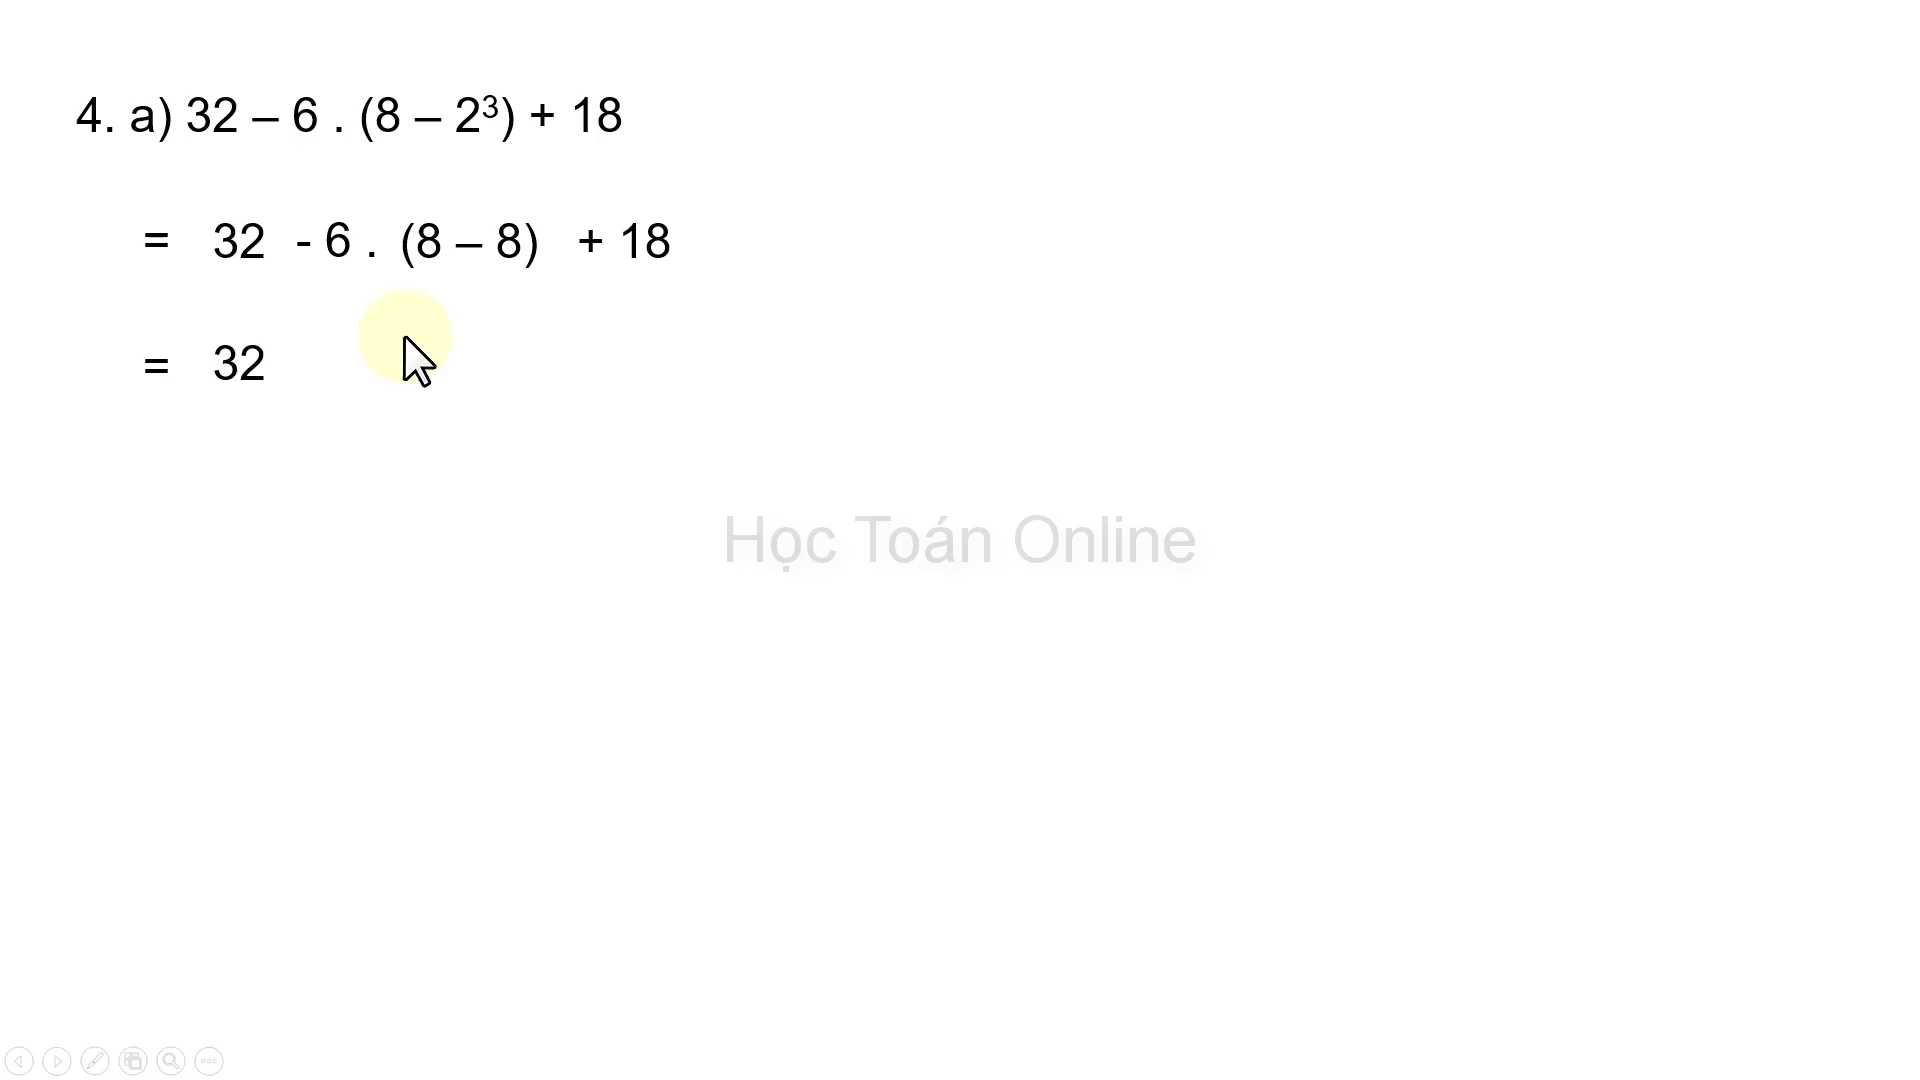 4. a) 32 – 6 . (8 – 2³) + 18
= 32 - 6 . (8 – 8) + 18
= 32
Học Toán Online